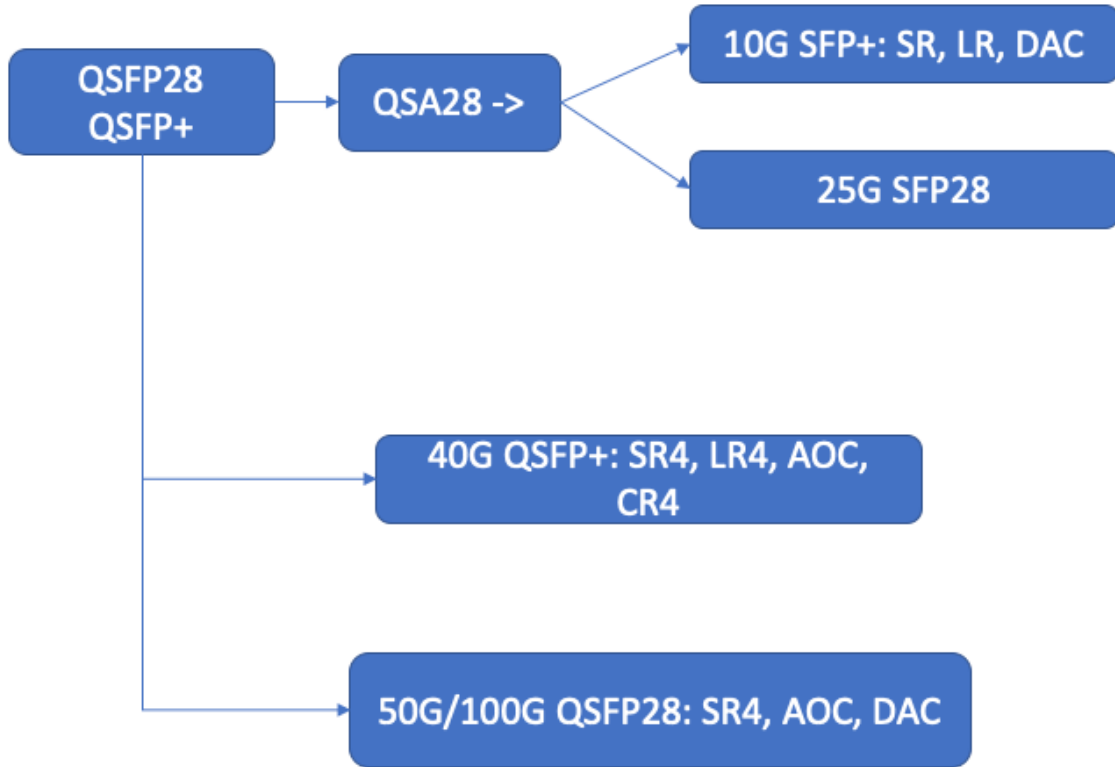 QSFP28
QSFP+
QSA28 ->
10G SFP+: SR, LR, DAC
25G SFP28
40G QSFP+: SR4, LR4, AOC,
CR4
50G/100G QSFP28: SR4, AOC, DAC